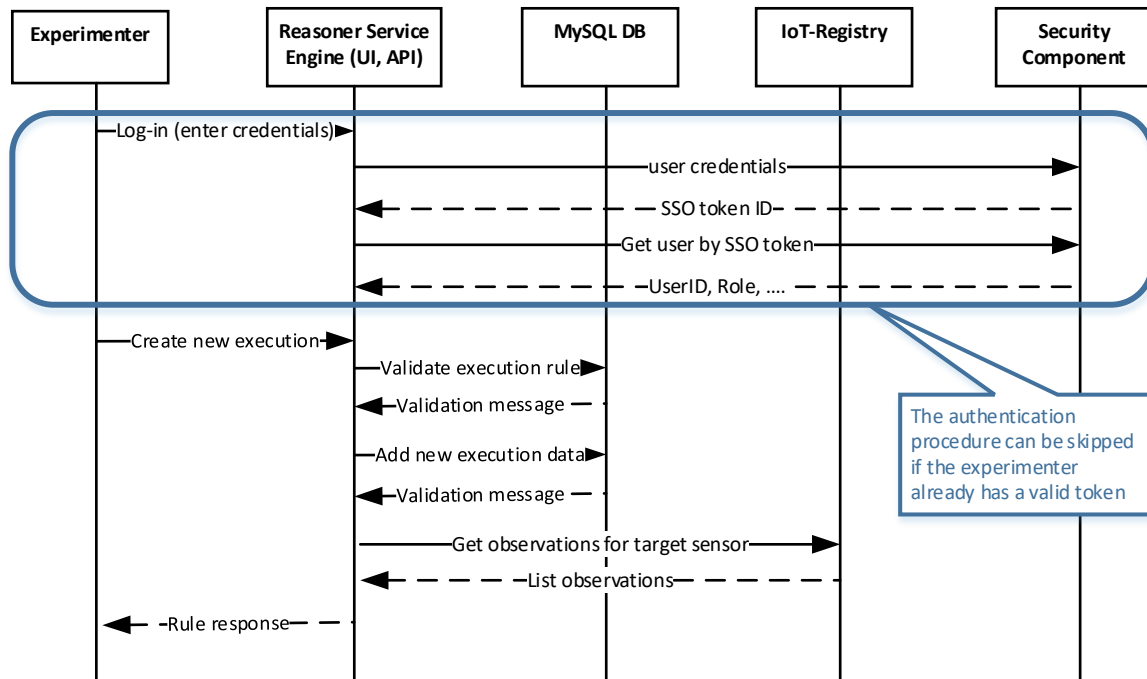 Experimenter
Reasoner Service
Engine (UI, API)
MySQL DB
IoT-Registry
Security
Component
Log-in (enter credentials)
user credentials
SSO token ID
Get user by SSO token
UserID, Role, ....
Create new execution
Validate execution rule
Validation message
Add new execution data
Validation message
Get observations for target sensor
List observations
Rule response
The authentication
procedure can be skipped
if the experimenter
already has a valid token